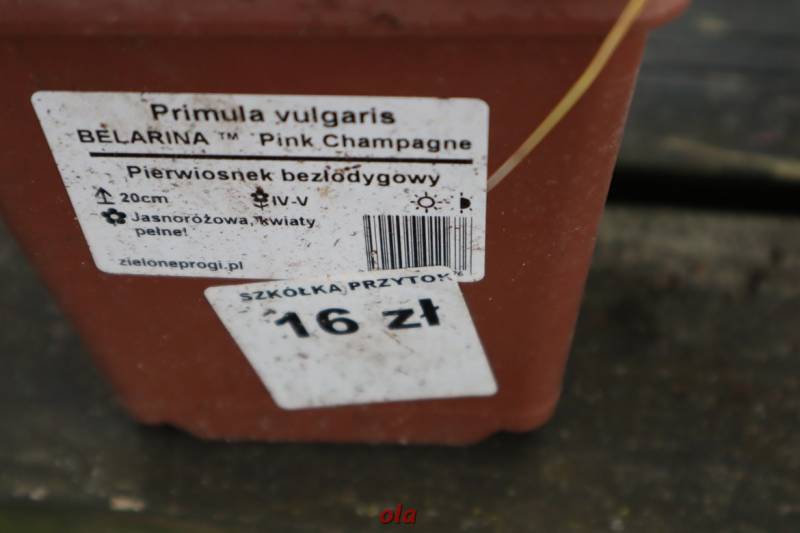 Primula vulgaris
BELARINA ™ Pink Champagne
Pierwiosnek bezłodygowy
20cm IV-V
Jasnoróżowa, kwiaty
pełne!
zieloneprogi.pl
SZKÓŁKA PRZYTOK
16 zł
ola